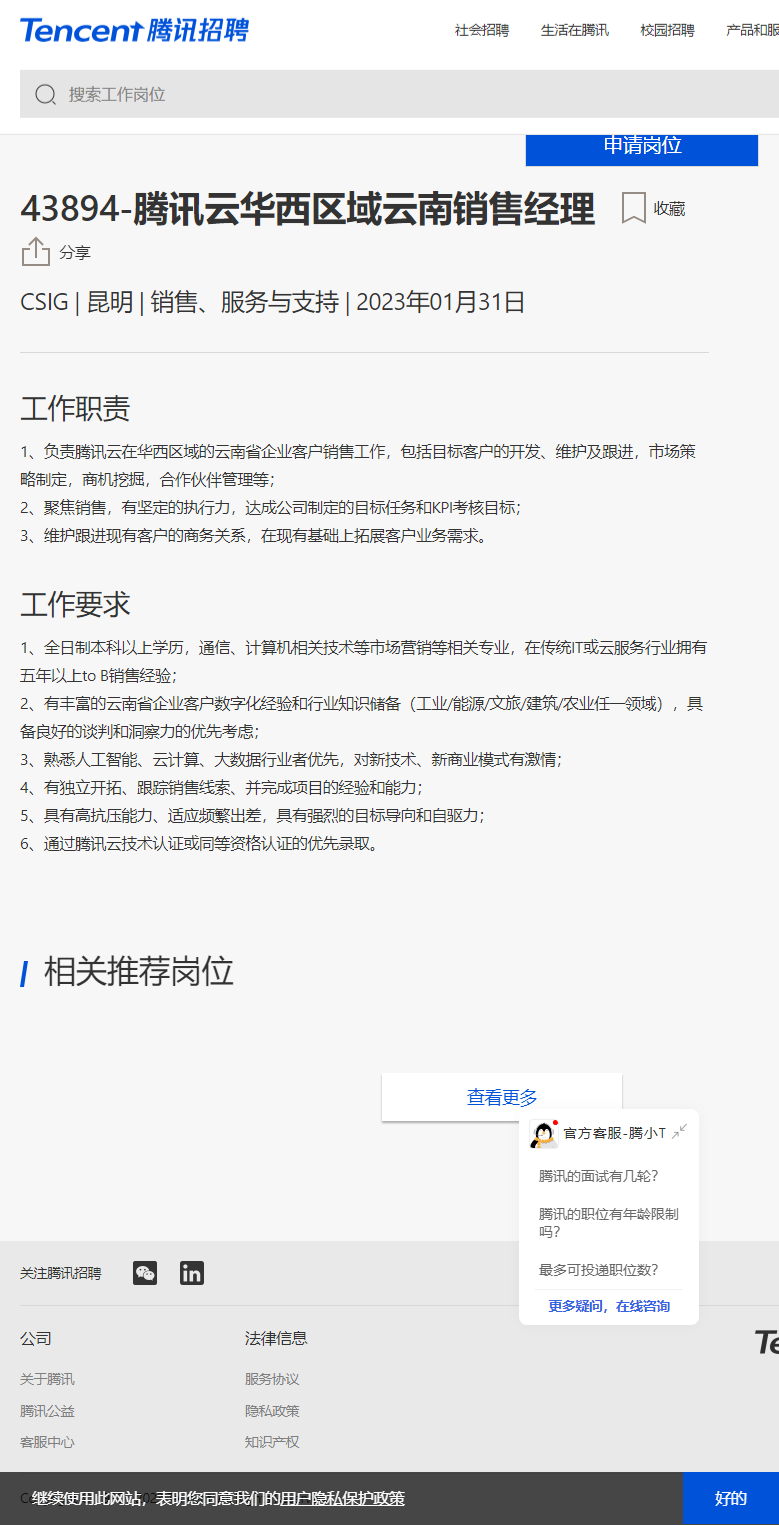 Tencent 腾讯招聘
社会招聘 生活在腾讯 校园招聘 产品和服
搜索工作岗位
申请岗位
43894-腾讯云华西区域云南销售经理 收藏
分享
CSIG | 昆明 | 销售、服务与支持 | 2023年01月31日
工作职责
1、负责腾讯云在华西区域的云南省企业客户销售工作，包括目标客户的开发、维护及跟进，市场策
略制定，商机挖掘，合作伙伴管理等；
2、聚焦销售，有坚定的执行力，达成公司制定的目标任务和KPI考核目标；
3、维护跟进现有客户的商务关系，在现有基础上拓展客户业务需求。
工作要求
1、全日制本科以上学历，通信、计算机相关技术等市场营销等相关专业，在传统IT或云服务行业拥有
五年以上to B销售经验；
2、有丰富的云南省企业客户数字化经验和行业知识储备（工业/能源/文旅/建筑/农业任一领域），具
备良好的谈判和洞察力的优先考虑；
3、熟悉人工智能、云计算、大数据行业者优先，对新技术、新商业模式有激情；
4、有独立开拓、跟踪销售线索、并完成项目的经验和能力；
5、具有高抗压能力、适应频繁出差，具有强烈的目标导向和自驱力；
6、通过腾讯云技术认证或同等资格认证的优先录取。
相关推荐岗位
查看更多
官方客服-腾小T
腾讯的面试有几轮？
腾讯的职位有年龄限制
吗？
最多可投递职位数？
更多疑问，在线咨询
关注腾讯招聘
公司 法律信息
关于腾讯 服务协议
腾讯公益 隐私政策
客服中心 知识产权
继续使用此网站，表明您同意我们的用户隐私保护政策 好的